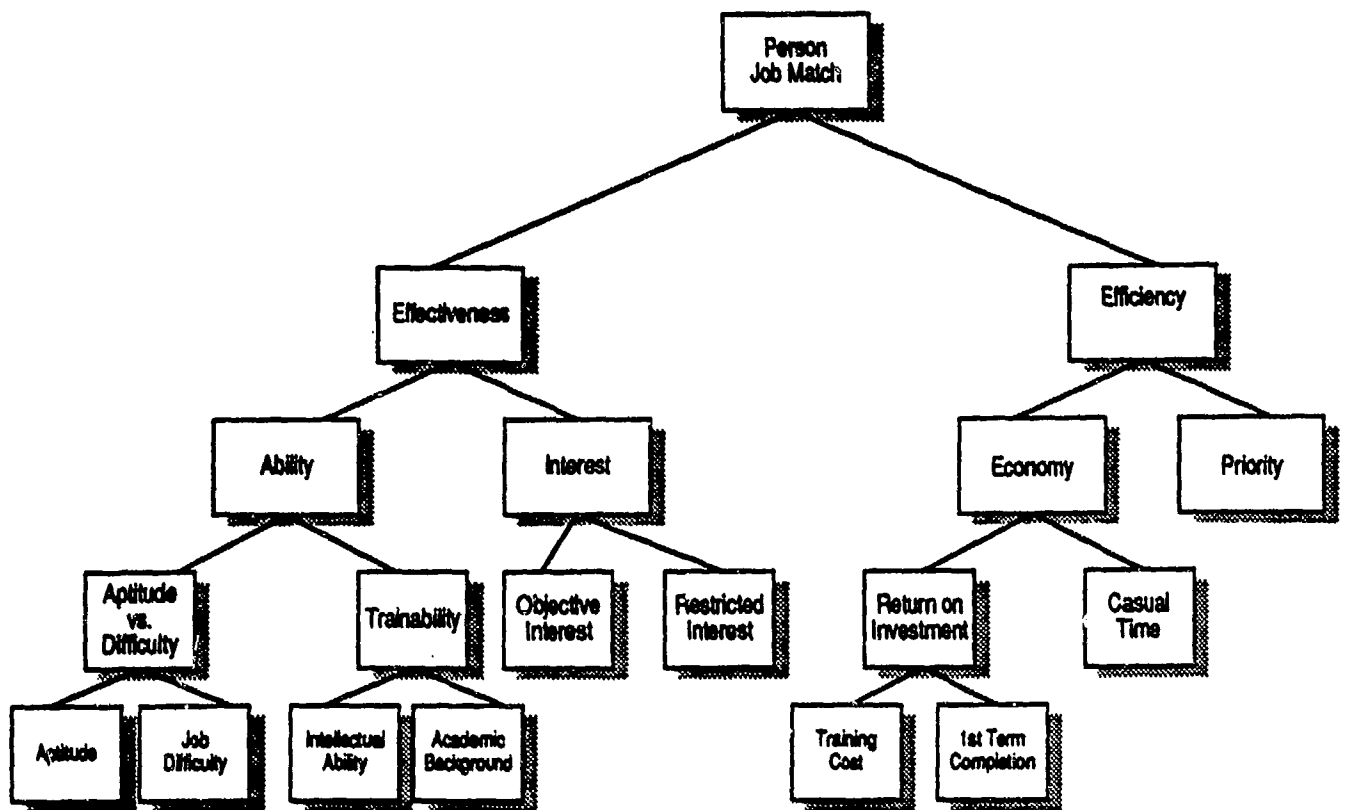 Person
Job Match
Effectiveness
Efficiency
Ability
Interest
Economy
Priority
Aptitude
vs.
Difficulty
Trainability
Objective
Interest
Restricted
Interest
Return on
Investment
Casual
Time
Aptitude
Job
Difficulty
Intellectual
Ability
Academic
Background
Training
Cost
1st Term
Completion